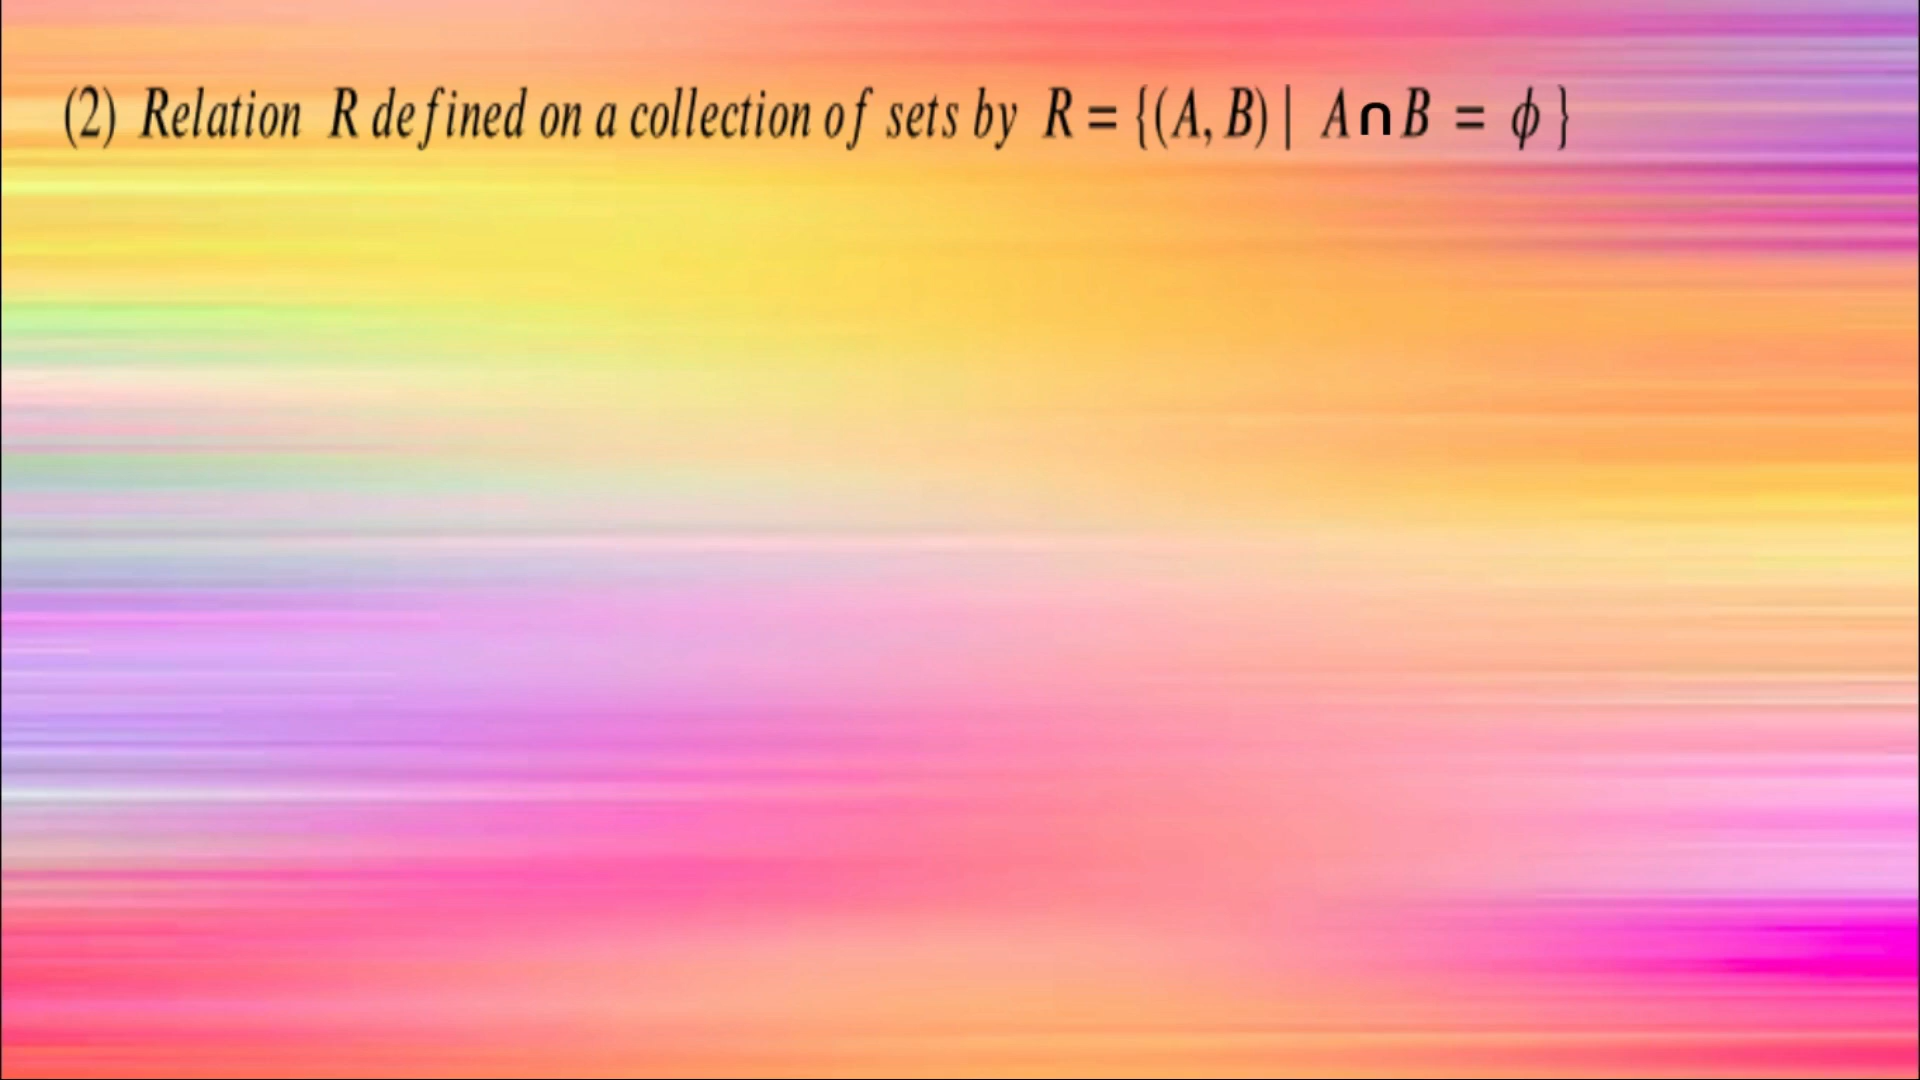 (2) Relation R defined on a collection of sets by R = {(A, B) | A ∩ B = ϕ }